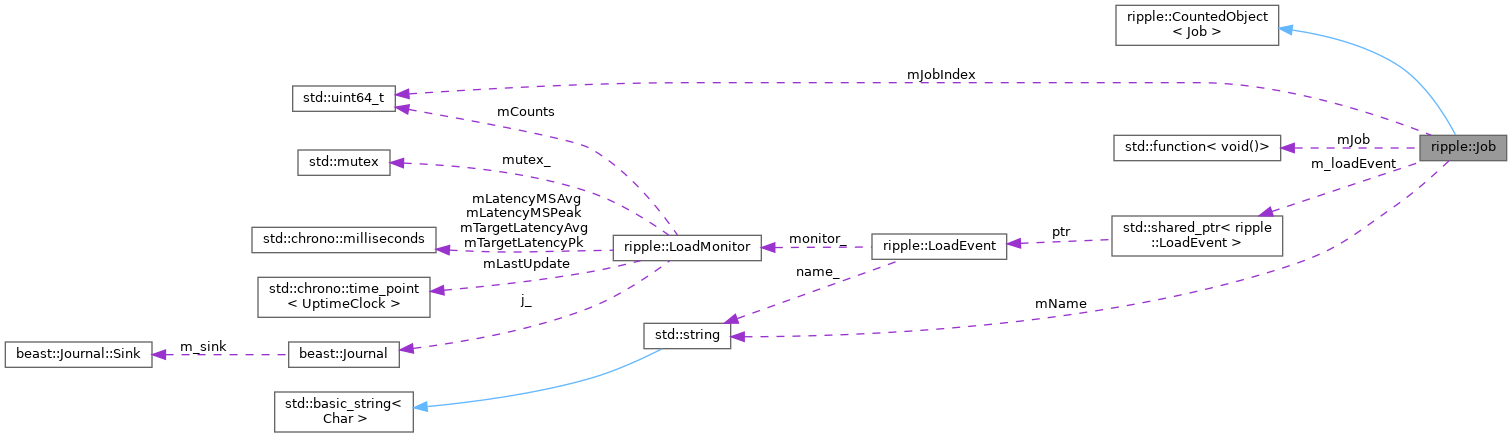 ripple::CountedObject
< Job >
mJobIndex
std::uint64_t
mCounts
mJob
std::function< void()>
ripple::Job
mutex_
std::mutex
m_loadEvent
mLatencyMSAvg
mLatencyMSPeak
mTargetLatencyAvg
mTargetLatencyPk
std::chrono::milliseconds
std::shared_ptr< ripple
::LoadEvent >
ptr
ripple::LoadEvent
monitor_
ripple::LoadMonitor
mLastUpdate
name_
std::chrono::time_point
< UptimeClock >
j_
mName
std::string
m_sink
beast::Journal::Sink
beast::Journal
std::basic_string<
Char >